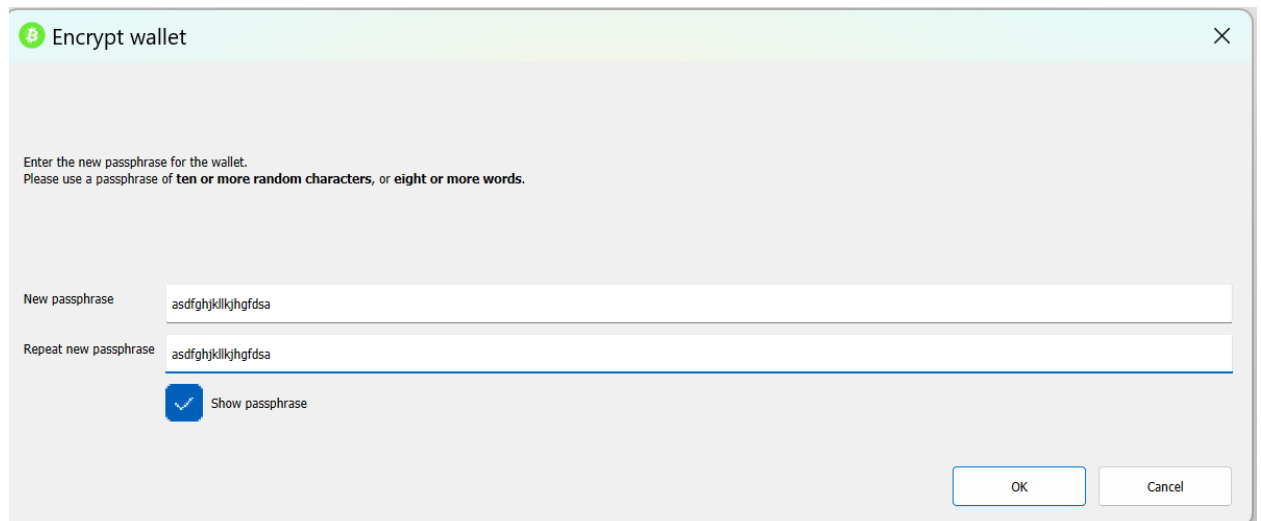 Encrypt wallet
Enter the new passphrase for the wallet.
Please use a passphrase of ten or more random characters, or eight or more words.
New passphrase
asdfghjkllkjhgfdsa
Repeat new passphrase
asdfghjkllkjhgfdsa
Show passphrase
OK
Cancel